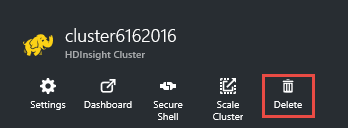 cluster6162016
HDInsight Cluster
Settings Dashboard Secure Scale Delete
Shell Cluster